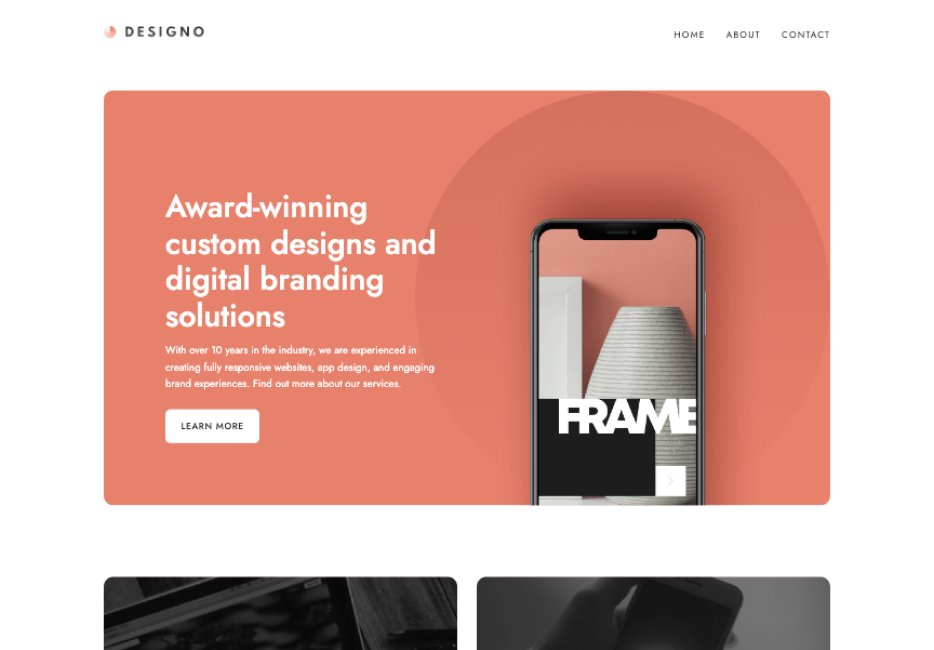 DESIGNO
HOME ABOUT CONTACT
Award-winning
custom designs and
digital branding
solutions
With over 10 years in the industry, we are experienced in
creating fully responsive websites, app design, and engaging
brand experiences. Find out more about our services.
LEARN MORE
FRAME